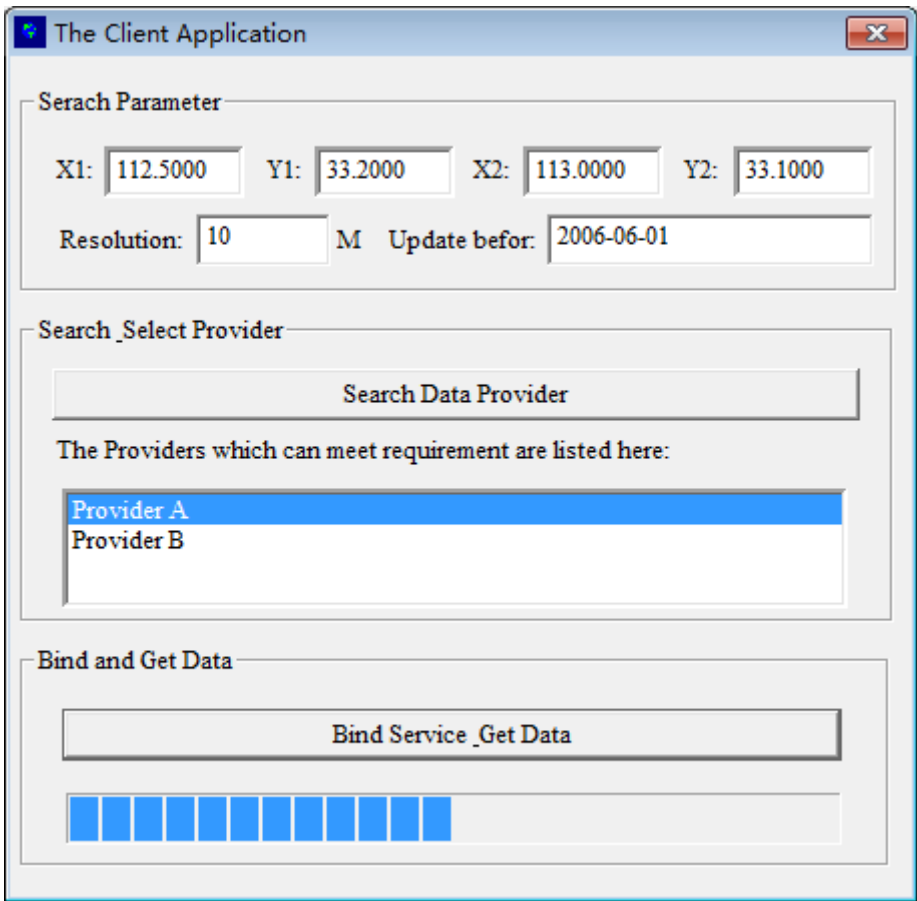 The Client Application
Serach Parameter
X1: 112.5000 Y1: 33.2000 X2: 113.0000 Y2: 33.1000
Resolution: 10 M Update befor: 2006-06-01
Search _Select Provider
Search Data Provider
The Providers which can meet requirement are listed here:
Provider A
Provider B
Bind and Get Data
Bind Service _Get Data